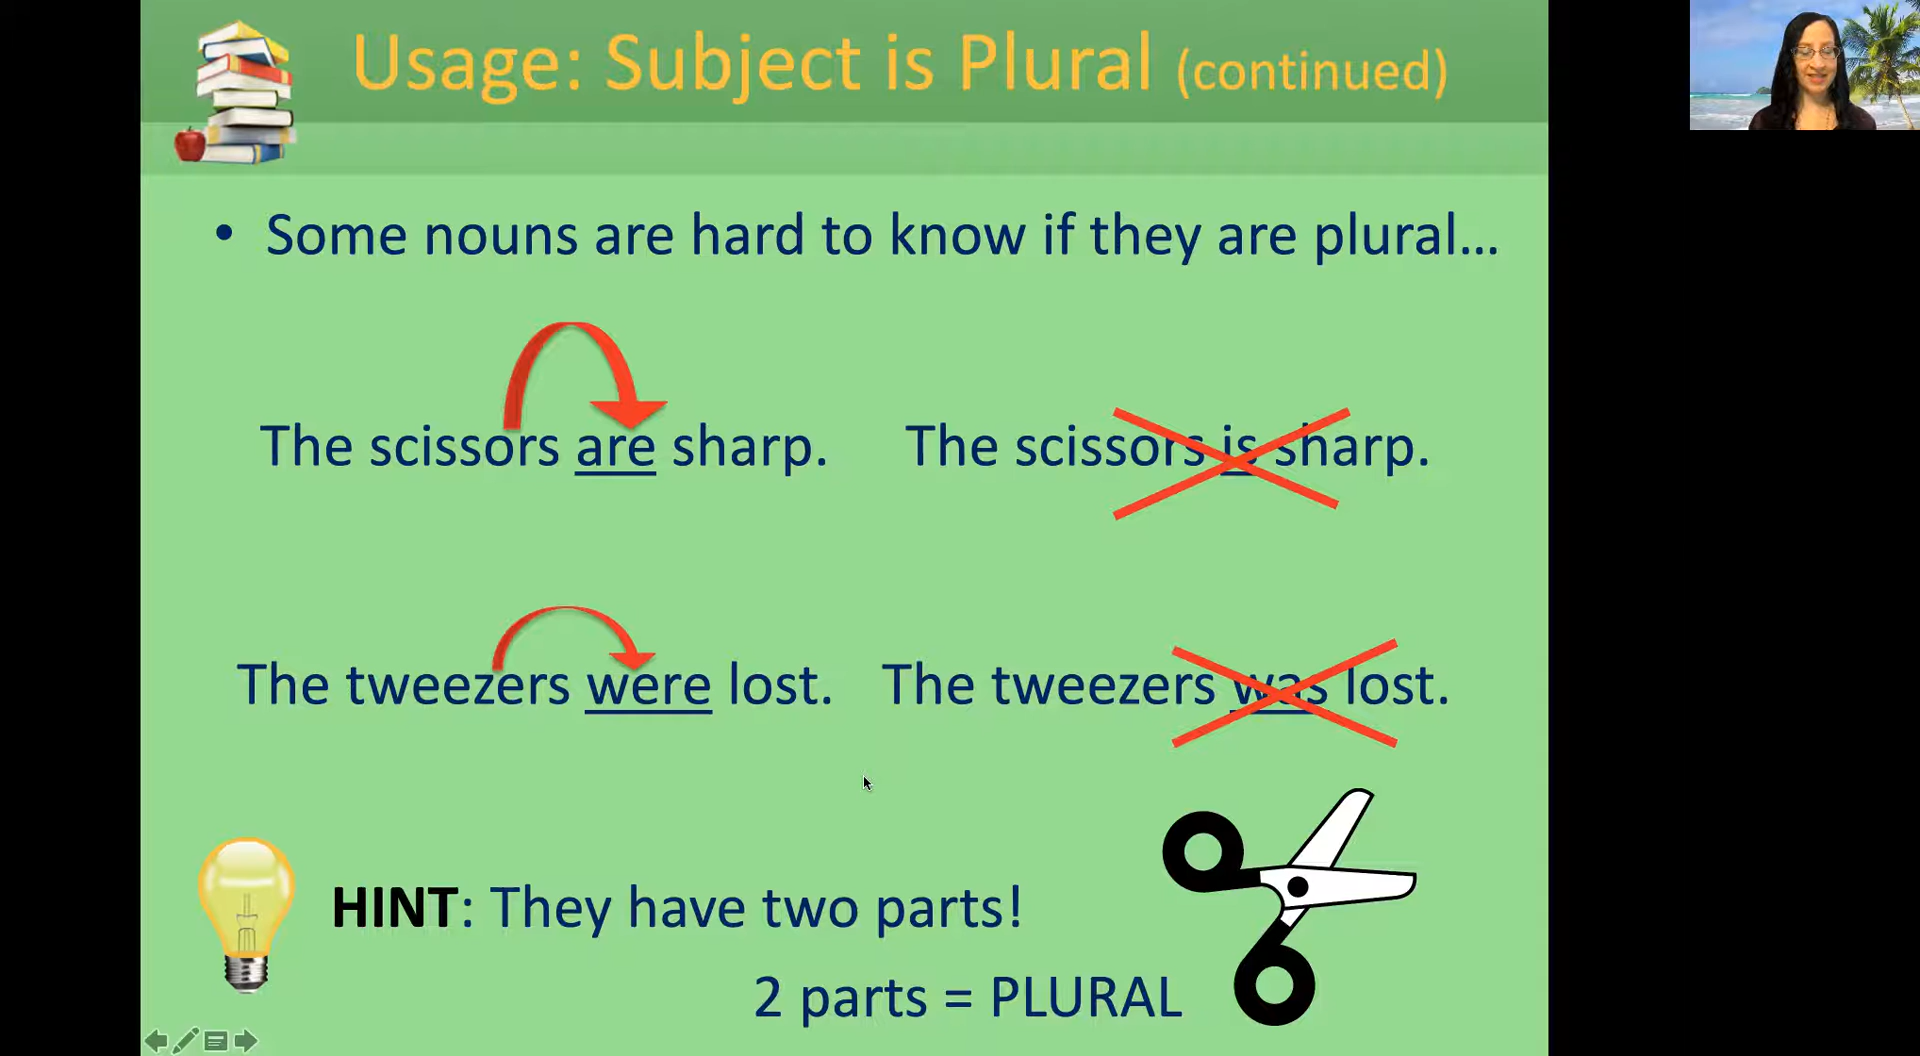 Usage: Subject is Plural (continued)
• Some nouns are hard to know if they are plural...
The scissors are sharp. The scissors is sharp.
The tweezers were lost. The tweezers was lost.
HINT: They have two parts!
2 parts = PLURAL